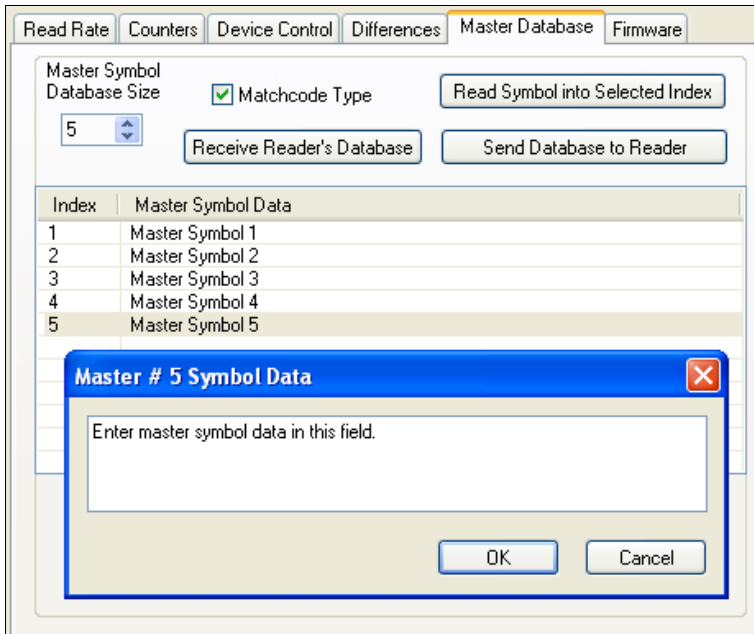 Read Rate Counters Device Control Differences Master Database Firmware
Master Symbol
Database Size
Matchcode Type
Read Symbol into Selected Index
5
Receive Reader's Database
Send Database to Reader
Index Master Symbol Data
1 Master Symbol 1
2 Master Symbol 2
3 Master Symbol 3
4 Master Symbol 4
5 Master Symbol 5
Master # 5 Symbol Data
Enter master symbol data in this field.
OK Cancel